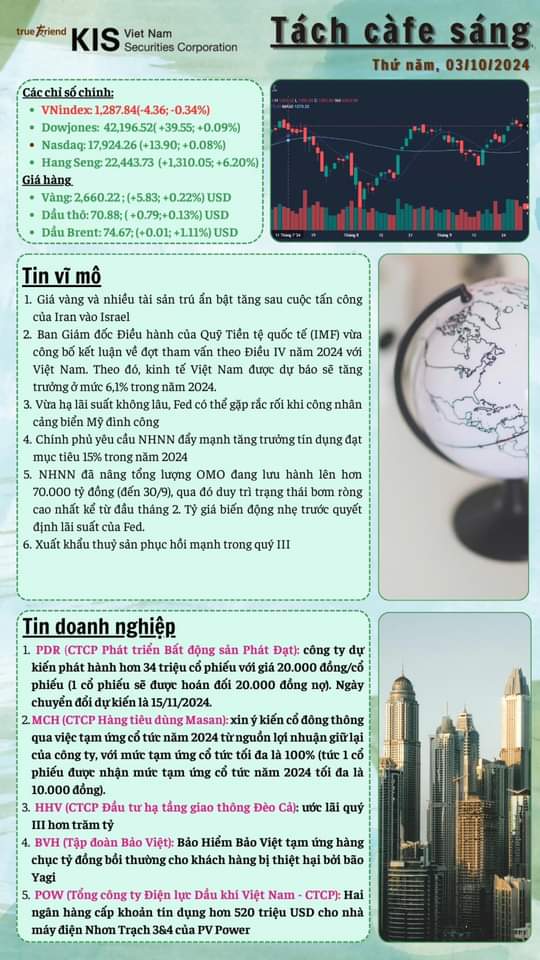 true friend KIS Viet Nam
Securities Corporation
Tách càfe sáng
Thứ năm, 03/10/2024
Các chỉ số chính:
VNindex: 1,287.84(-4.36; -0.34%)
Dowjones: 42,196.52( +39.55; +0.09%)
Nasdaq: 17,924.26 (+13.90; +0.08%)
Hang Seng: 22,443.73 (+1,310.05; +6.20%)
Giá hàng
Vàng: 2,660.22 ; (+5.83; +0.22%) USD
Dầu thô: 70.88; ( +0.79;+0.13%) USD
Dầu Brent: 74.67; (+0.01; +1.11%) USD
Tin vĩ mô
1. Giá vàng và nhiều tài sản trú ẩn bật tăng sau cuộc tấn công
của Iran vào Israel
2. Ban Giám đốc Điều hành của Quỹ Tiền tệ quốc tế (IMF) vừa
công bố kết luận về đợt tham vấn theo Điều IV năm 2024 với
Việt Nam. Theo đó, kinh tế Việt Nam được dự báo sẽ tăng
trưởng ở mức 6,1% trong năm 2024.
3. Vừa hạ lãi suất không lâu, Fed có thể gặp rắc rối khi công nhân
cảng biển Mỹ đình công
4. Chính phủ yêu cầu NHNN đẩy mạnh tăng trưởng tín dụng đạt
mục tiêu 15% trong năm 2024
5. NHNN đã nâng tổng lượng OMO đang lưu hành lên hơn
70.000 tỷ đồng (đến 30/9), qua đó duy trì trạng thái bơm ròng
cao nhất kể từ đầu tháng 2. Tỷ giá biến động nhẹ trước quyết
định lãi suất của Fed.
6. Xuất khẩu thuỷ sản phục hồi mạnh trong quý III
Tin doanh nghiệp
1. PDR (CTCP Phát triển Bất động sản Phát Đạt): công ty dự
kiến phát hành hơn 34 triệu cổ phiếu với giá 20.000 đồng/cổ
phiếu (1 cổ phiếu sẽ được hoán đổi 20.000 đồng nợ). Ngày
chuyển đổi dự kiến là 15/11/2024.
2. MCH (CTCP Hàng tiêu dùng Masan): xin ý kiến cổ đông thông
qua việc tạm ứng cổ tức năm 2024 từ nguồn lợi nhuận giữ lại
của công ty, với mức tạm ứng cổ tức tối đa là 100% (tức 1 cổ
phiếu được nhận mức tạm ứng cổ tức năm 2024 tối đa là
10.000 đồng).
3. HHV (CTCP Đầu tư hạ tầng giao thông Đèo Cả): ước lãi quý
III hơn trăm tỷ
4. BVH (Tập đoàn Bảo Việt): Bảo Hiểm Bảo Việt tạm ứng hàng
chục tỷ đồng bồi thường cho khách hàng bị thiệt hại bởi bão
Yagi
5. POW (Tổng công ty Điện lực Dầu khí Việt Nam - CTCP): Hai
ngân hàng cấp khoản tín dụng hơn 520 triệu USD cho nhà
máy điện Nhơn Trạch 3&4 của PV Power